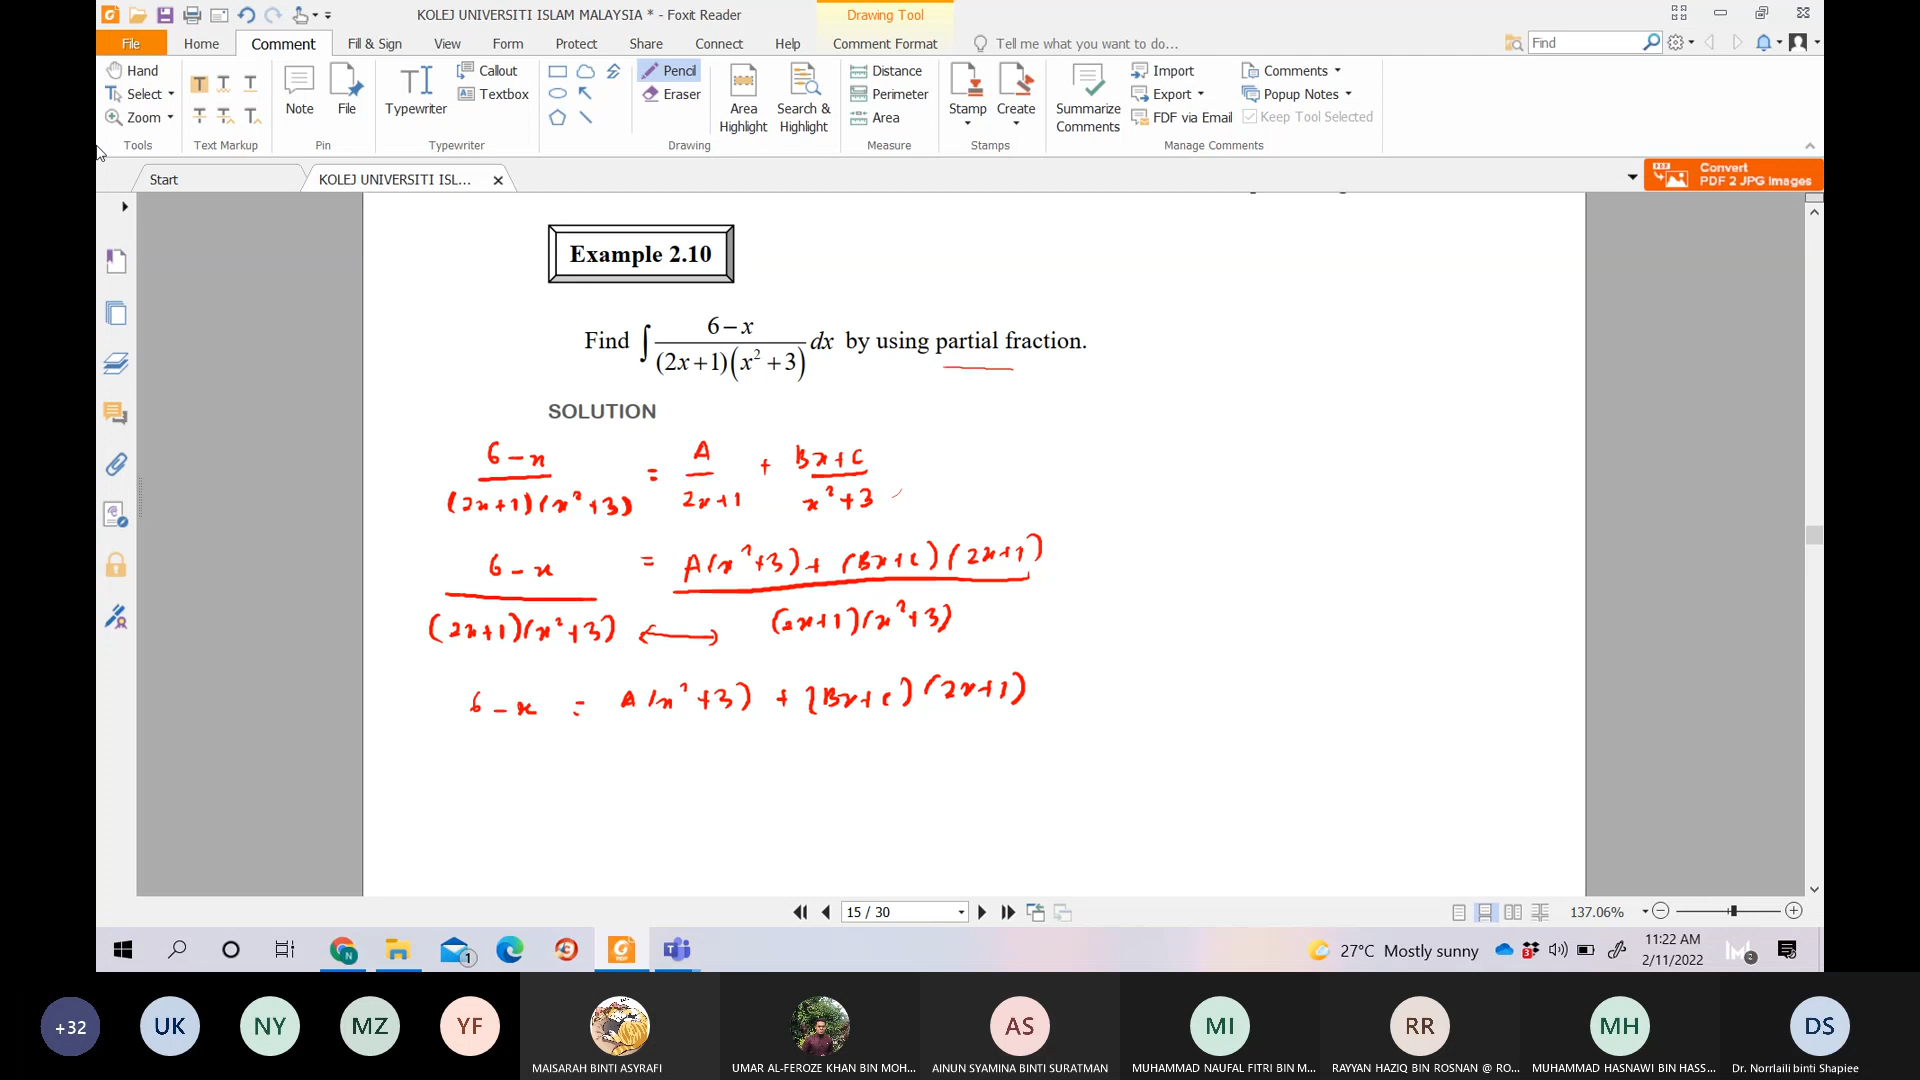 KOLEJ UNIVERSITI ISLAM MALAYSIA * - Foxit Reader
Drawing Tool
File Home Comment Fill & Sign View Form Protect Share Connect Help Comment Format Tell me what you want to do... Find
Hand
Select
Zoom
Tools
Text Markup
Note
File
Pin
Typewriter
Callout
Textbox
Typewriter
Pencil
Eraser
Area Highlight
Search & Highlight
Drawing
Distance
Perimeter
Area
Measure
Stamp
Create
Stamps
Summarize Comments
Import
Export
FDF via Email
Comments
Popup Notes
Keep Tool Selected
Manage Comments
Start
KOLEJ UNIVERSITI ISL...
Convert
PDF 2 JPG Images
Example 2.10
Find ∫ (6 − x) / ((2x+1)(x² + 3)) dx by using partial fraction.
SOLUTION
(6 − x) / ((2x+1)(x²+3)) = A / (2x+1) + (Bx+C) / (x²+3)
(6 − x) / ((2x+1)(x²+3)) = (A(x²+3) + (Bx+C)(2x+1)) / ((2x+1)(x²+3))
6 − x = A(x²+3) + (Bx+C)(2x+1)
15 / 30
137.06%
1
27°C Mostly sunny
3
11:22 AM
2/11/2022
2
+32
UK
NY
MZ
YF
AS
MI
RR
MH
DS
MAISARAH BINTI ASYRAFI
UMAR AL-FEROZE KHAN BIN MOH...
AINUN SYAMINA BINTI SURATMAN
MUHAMMAD NAUFAL FITRI BIN M...
RAYYAN HAZIQ BIN ROSNAN @ RO...
MUHAMMAD HASNAWI BIN HASS...
Dr. Norrlaili binti Shapiee